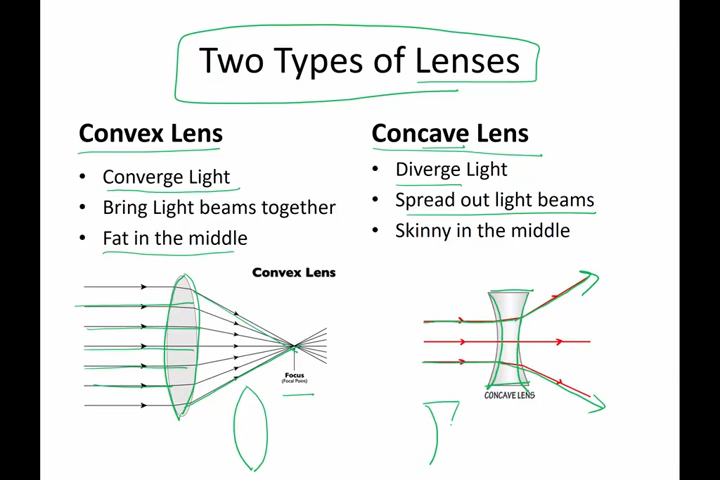 Two Types of Lenses
Convex Lens
• Converge Light
• Bring Light beams together
• Fat in the middle
Convex Lens
Focus
(Focal Point)
Concave Lens
• Diverge Light
• Spread out light beams
• Skinny in the middle
CONCAVE LENS